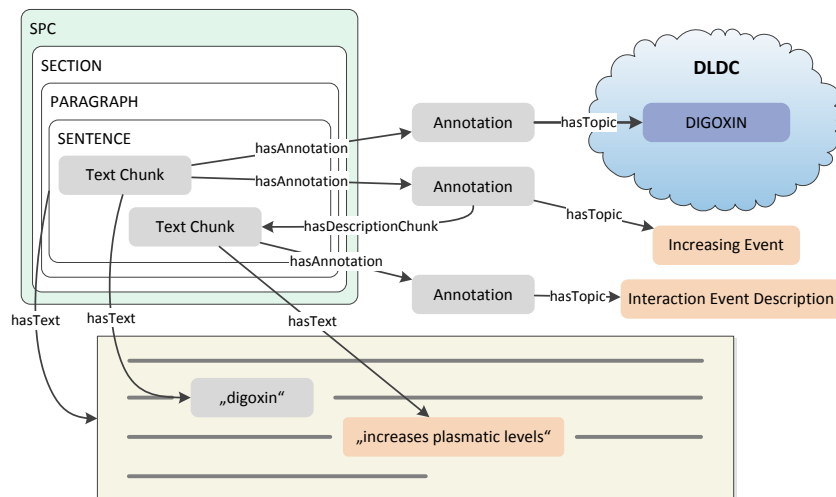 SPC
SECTION
PARAGRAPH
SENTENCE
Text Chunk
Text Chunk
hasAnnotation
hasAnnotation
hasDescriptionChunk
hasAnnotation
Annotation
Annotation
Annotation
hasTopic
hasTopic
hasTopic
DLDC
DIGOXIN
Increasing Event
Interaction Event Description
hasText
hasText
hasText
„digoxin“
„increases plasmatic levels“